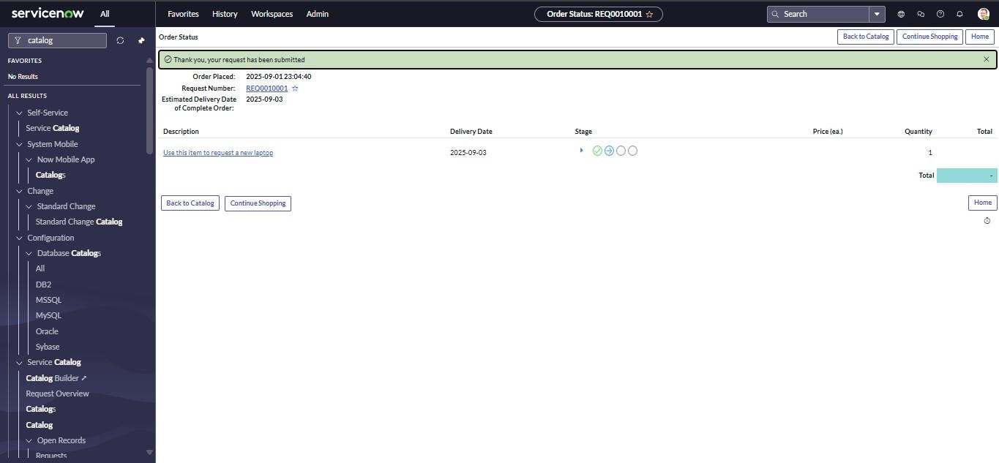 servicenow All Favorites History Workspaces Admin Order Status: REQ0010001 Search
catalog
FAVORITES
No Results
ALL RESULTS
Self-Service
Service Catalog
System Mobile
Now Mobile App
Catalogs
Change
Standard Change
Standard Change Catalog
Configuration
Database Catalogs
All
DB2
MSSQL
MySQL
Oracle
Sybase
Service Catalog
Catalog Builder
Request Overview
Catalogs
Catalog
Open Records
Requests
Order Status Back to Catalog Continue Shopping Home
Thank you, your request has been submitted
Order Placed: 2025-09-01 23:04:40
Request Number: REQ0010001
Estimated Delivery Date 2025-09-03
of Complete Order:
Description Delivery Date Stage Price (ea.) Quantity Total
Use this item to request a new laptop 2025-09-03 1
Total -
Back to Catalog Continue Shopping Home